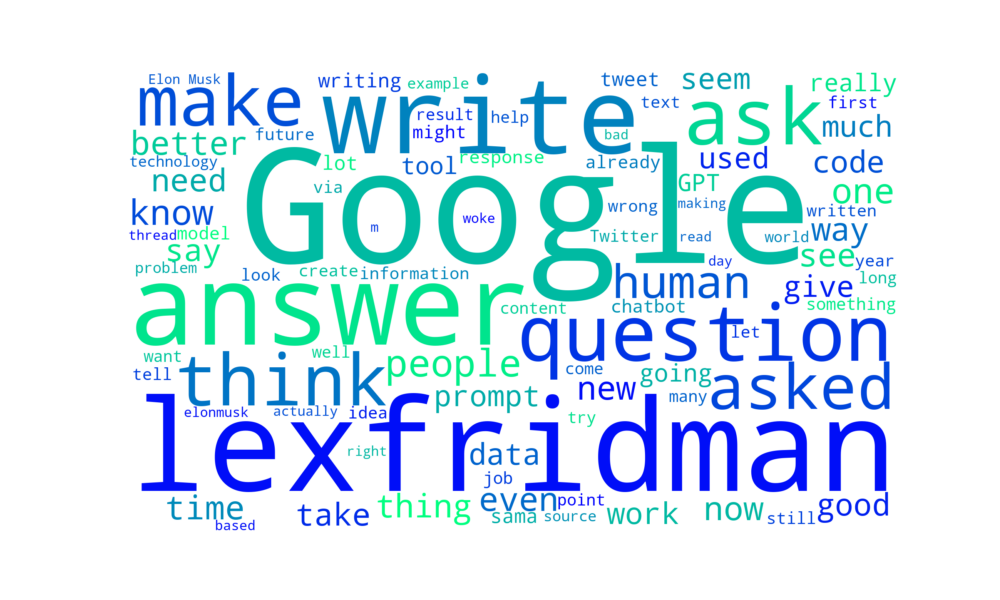 Elon Musk writing example tweet seem really
make write ask text first
result help might much
better future bad
technology lot tool response already used code
need via GPT one
know m woke wrong making written
thread model Google Twitter read world way
say see
problem look create information day year
human give long
answer content chatbot something
question let
want well people come going
tell think prompt new many asked
elonmusk actually idea try
lexfridman
right data
job
time take thing even point work now still good
based sama source